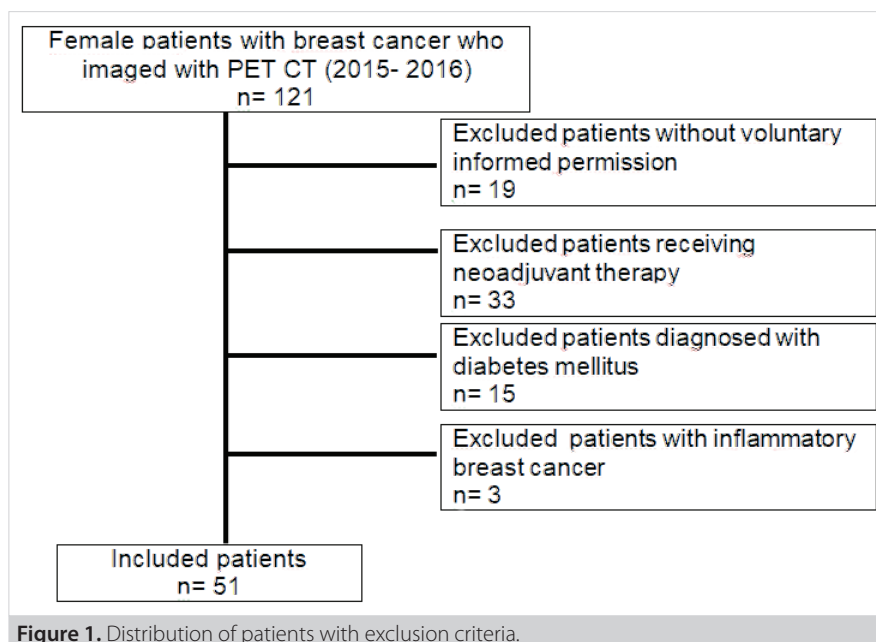 Female patients with breast cancer who
imaged with PET CT (2015- 2016)
n= 121
Excluded patients without voluntary
informed permission
n= 19
Excluded patients receiving
neoadjuvant therapy
n= 33
Excluded patients diagnosed with
diabetes mellitus
n= 15
Excluded patients with inflammatory
breast cancer
n= 3
Included patients
n= 51
Figure 1. Distribution of patients with exclusion criteria.